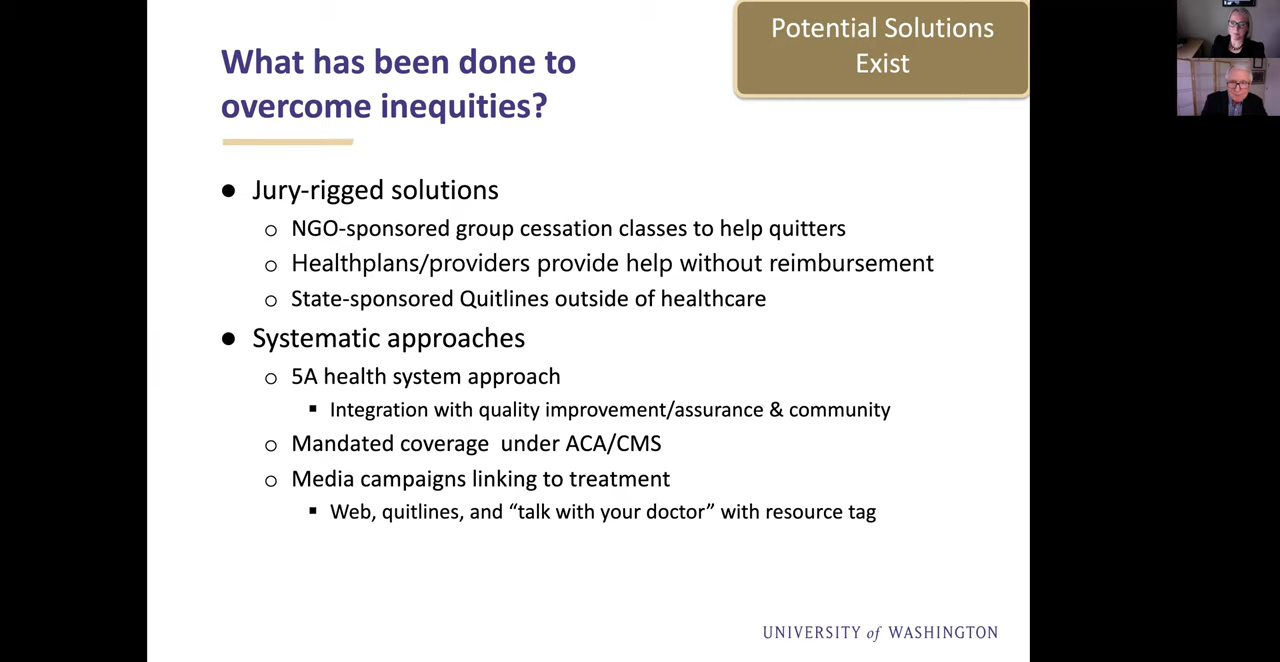 Potential Solutions
Exist
What has been done to
overcome inequities?
● Jury-rigged solutions
o NGO-sponsored group cessation classes to help quitters
o Healthplans/providers provide help without reimbursement
o State-sponsored Quitlines outside of healthcare
● Systematic approaches
o 5A health system approach
▪ Integration with quality improvement/assurance & community
o Mandated coverage  under ACA/CMS
o Media campaigns linking to treatment
▪ Web, quitlines, and “talk with your doctor” with resource tag
UNIVERSITY of WASHINGTON